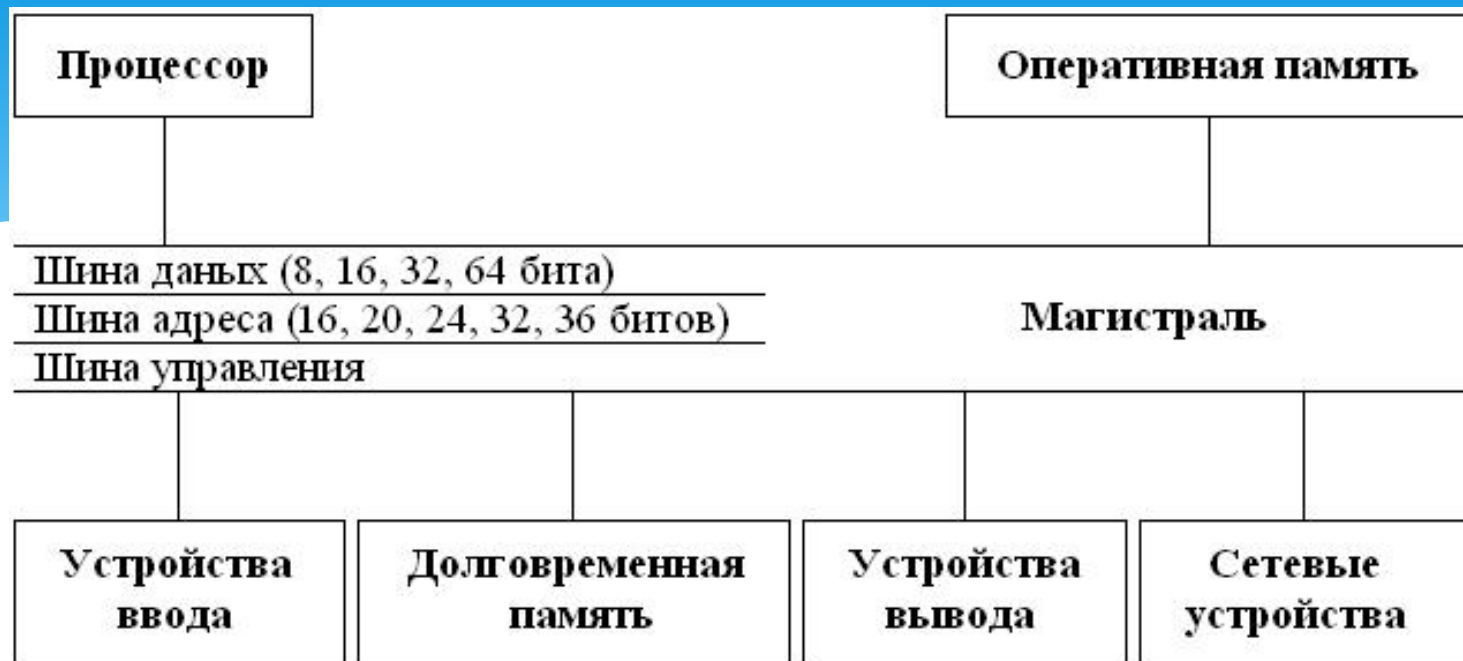 Процессор
Оперативная память
Шина даных (8, 16, 32, 64 бита)
Шина адреса (16, 20, 24, 32, 36 битов)
Шина управления
Магистраль
Устройства
ввода
Долговременная
память
Устройства
вывода
Сетевые
устройства